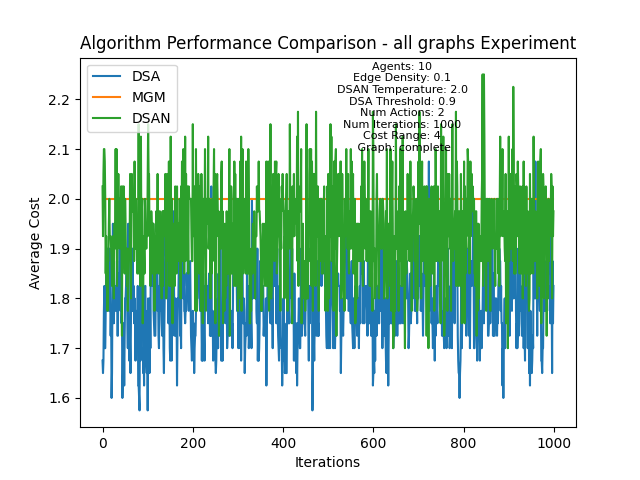 Algorithm Performance Comparison - all graphs Experiment
DSA
MGM
DSAN
Agents: 10
Edge Density: 0.1
DSAN Temperature: 2.0
DSA Threshold: 0.9
Num Actions: 2
Num Iterations: 1000
Cost Range: 4
Graph: complete
Average Cost
2.2
2.1
2.0
1.9
1.8
1.7
1.6
0
200
400
600
800
1000
Iterations